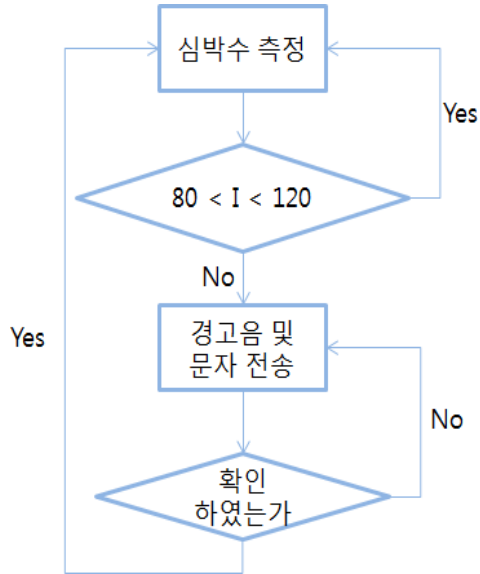 심박수 측정
Yes
80 < I < 120
No
경고음 및
문자 전송
Yes
No
확인
하였는가